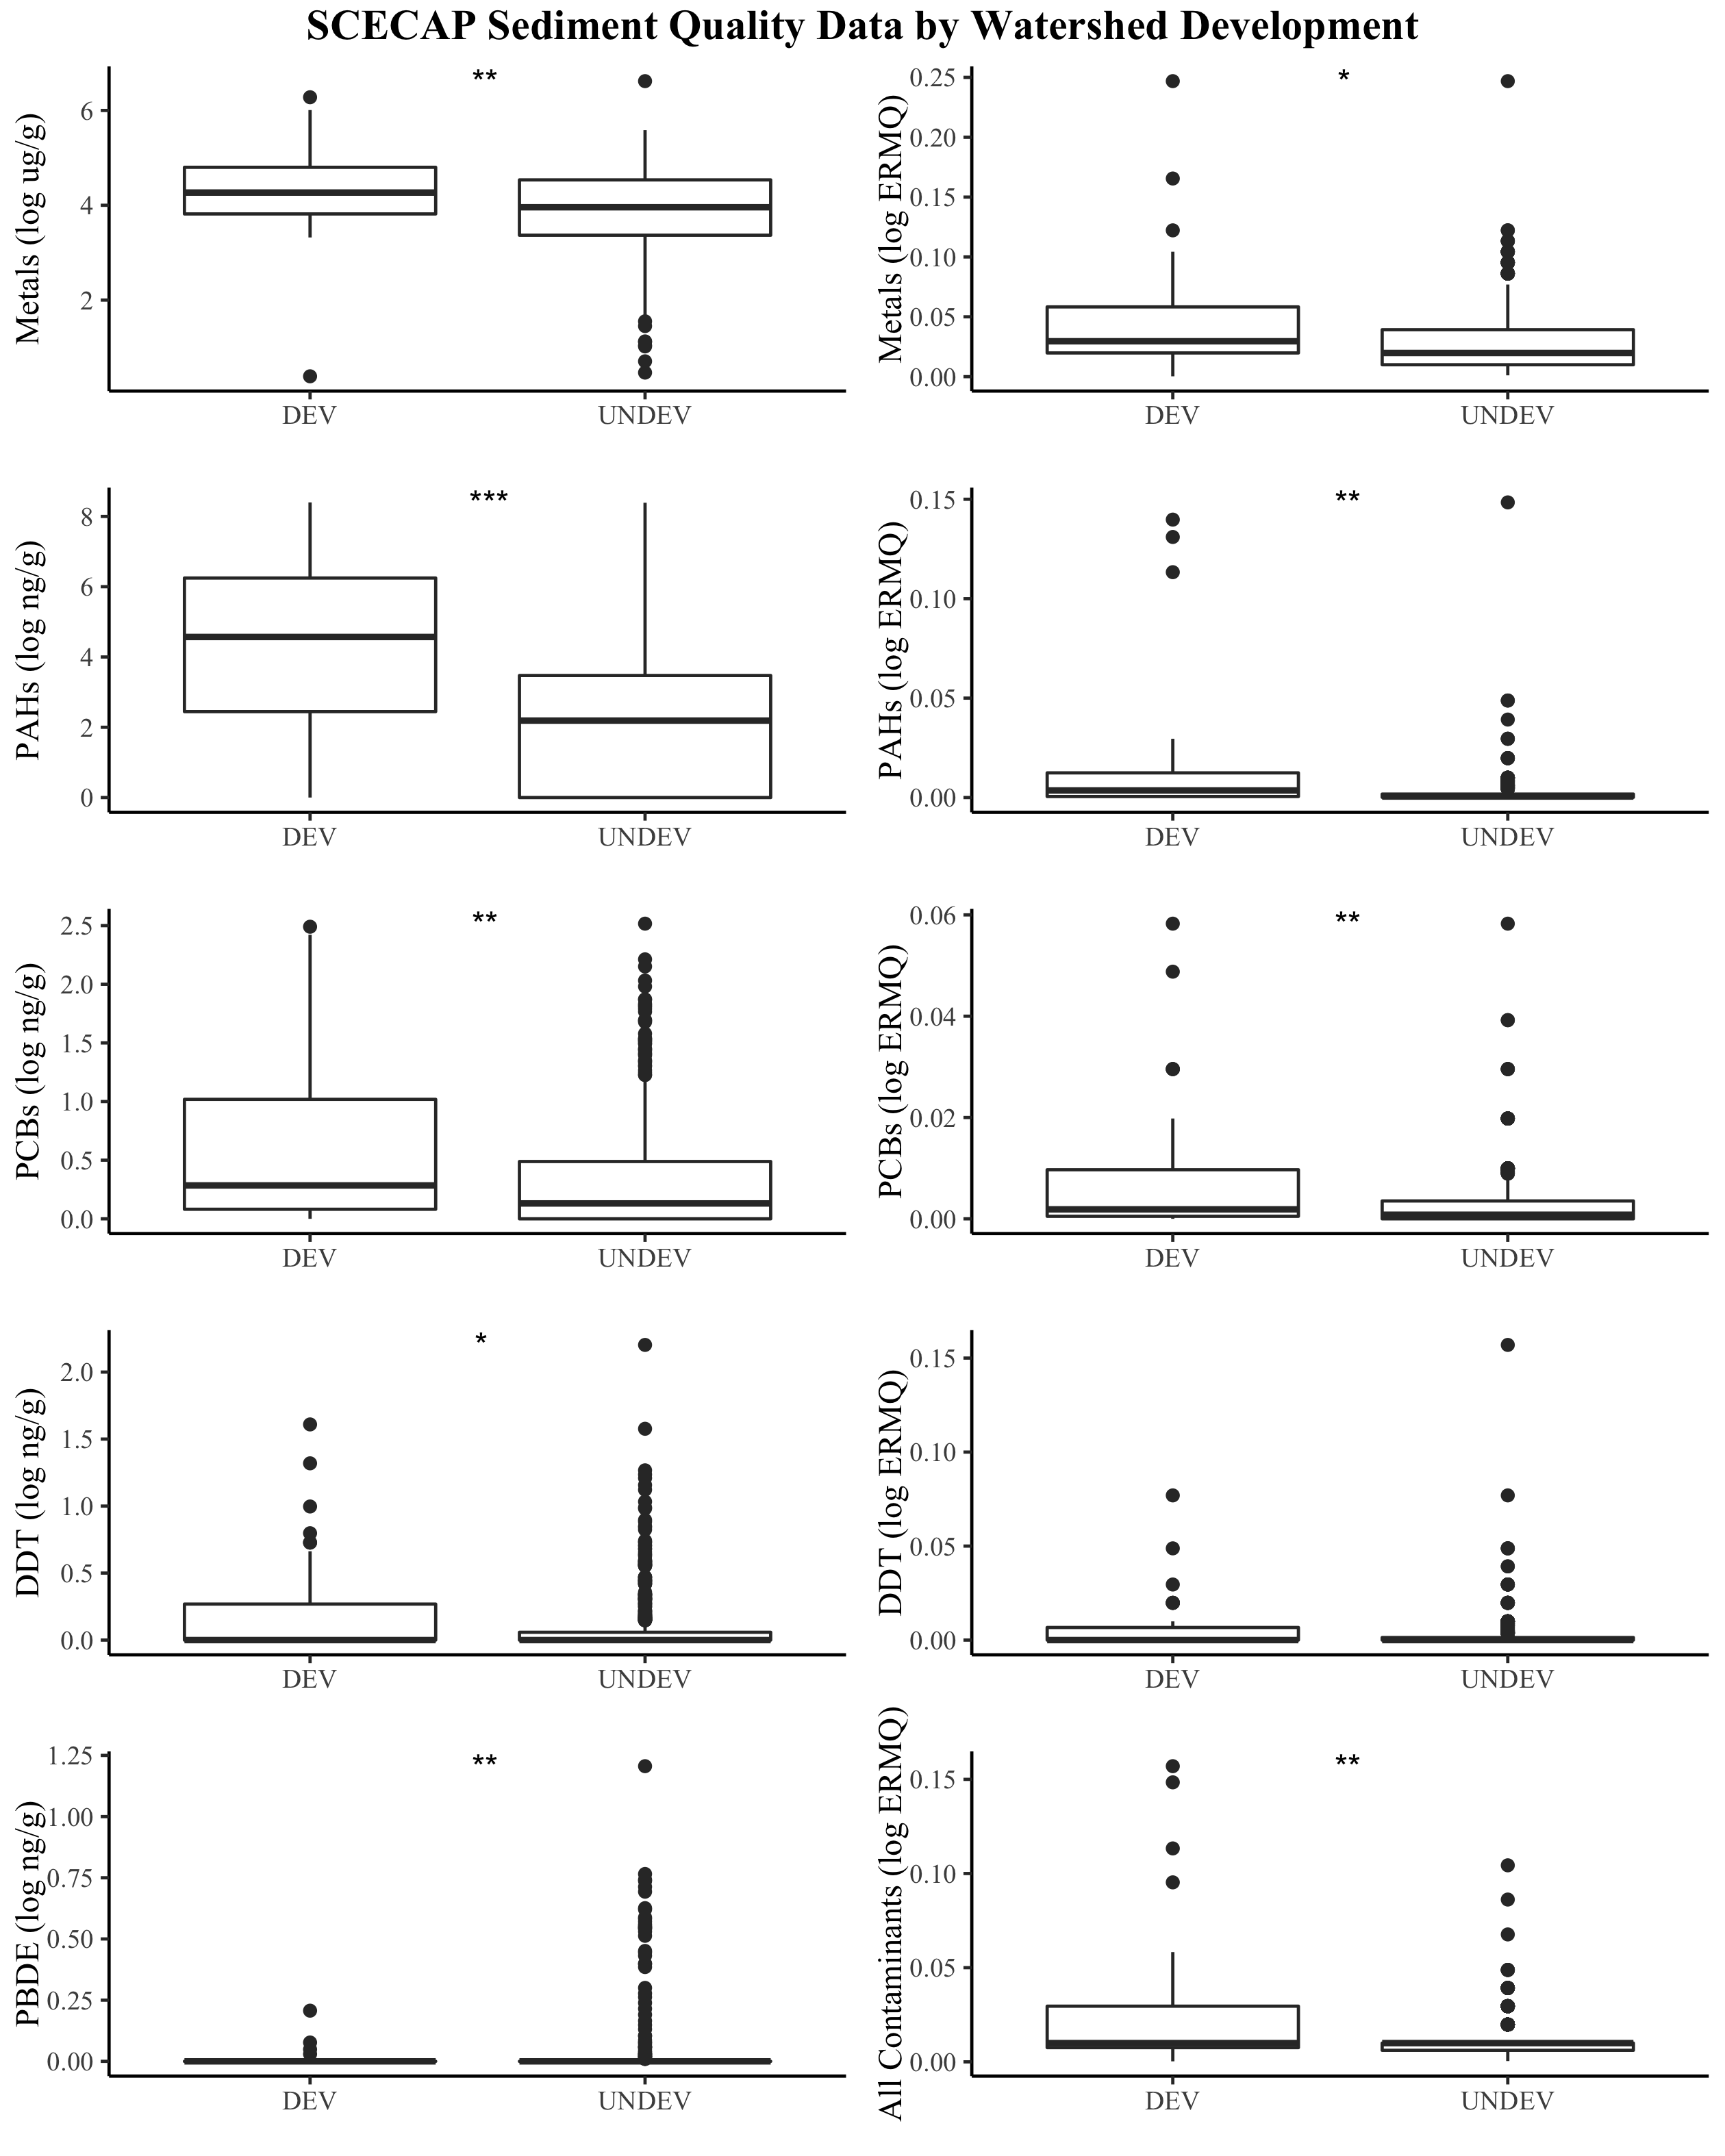 SCECAP Sediment Quality Data by Watershed Development
Metals (log ug/g)
6
4
2
**
DEV
UNDEV
Metals (log ERMQ)
0.25
0.20
0.15
0.10
0.05
0.00
*
DEV
UNDEV
PAHs (log ng/g)
8
6
4
2
0
***
DEV
UNDEV
PAHs (log ERMQ)
0.15
0.10
0.05
0.00
**
DEV
UNDEV
PCBs (log ng/g)
2.5
2.0
1.5
1.0
0.5
0.0
**
DEV
UNDEV
PCBs (log ERMQ)
0.06
0.04
0.02
0.00
**
DEV
UNDEV
DDT (log ng/g)
2.0
1.5
1.0
0.5
0.0
*
DEV
UNDEV
DDT (log ERMQ)
0.15
0.10
0.05
0.00
DEV
UNDEV
PBDE (log ng/g)
1.25
1.00
0.75
0.50
0.25
0.00
**
DEV
UNDEV
All Contaminants (log ERMQ)
0.15
0.10
0.05
0.00
**
DEV
UNDEV